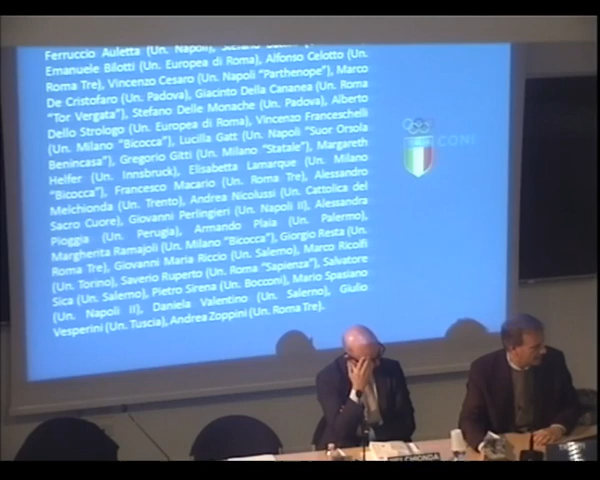 Ferruccio Auletta (Un. Napoli), Stefano
Emanuele Bilotti (Un. Europea di Roma), Alfonso Celotto (Un.
Roma Tre), Vincenzo Cesaro (Un. Napoli "Parthenope"), Marco
De Cristofaro (Un. Padova), Giacinto Della Cananea (Un. Roma
"Tor Vergata"), Stefano Delle Monache (Un. Padova), Alberto
Dello Strologo (Un. Europea di Roma), Vincenzo Franceschelli
(Un. Milano "Bicocca"), Lucilla Gatt (Un. Napoli "Suor Orsola
Benincasa"), Gregorio Gitti (Un. Milano "Statale"), Margareth
Helfer (Un. Innsbruck), Elisabetta Lamarque (Un. Milano
"Bicocca"), Francesco Macario (Un. Roma Tre), Alessandro
Melchionda (Un. Trento), Andrea Nicolussi (Un. Cattolica del
Sacro Cuore), Giovanni Perlingieri (Un. Napoli II), Alessandra
Pioggia (Un. Perugia), Armando Plaia (Un. Palermo),
Margherita Ramajoli (Un. Milano "Bicocca"), Giorgio Resta (Un.
Roma Tre), Giovanni Maria Riccio (Un. Salerno), Marco Ricolfi
(Un. Torino), Saverio Ruperto (Un. Roma "Sapienza"), Salvatore
Sica (Un. Salerno), Pietro Sirena (Un. Bocconi), Mario Spasiano
(Un. Napoli II), Daniela Valentino (Un. Salerno), Giulio
Vesperini (Un. Tuscia), Andrea Zoppini (Un. Roma Tre).
CONI
MELCHIONDA